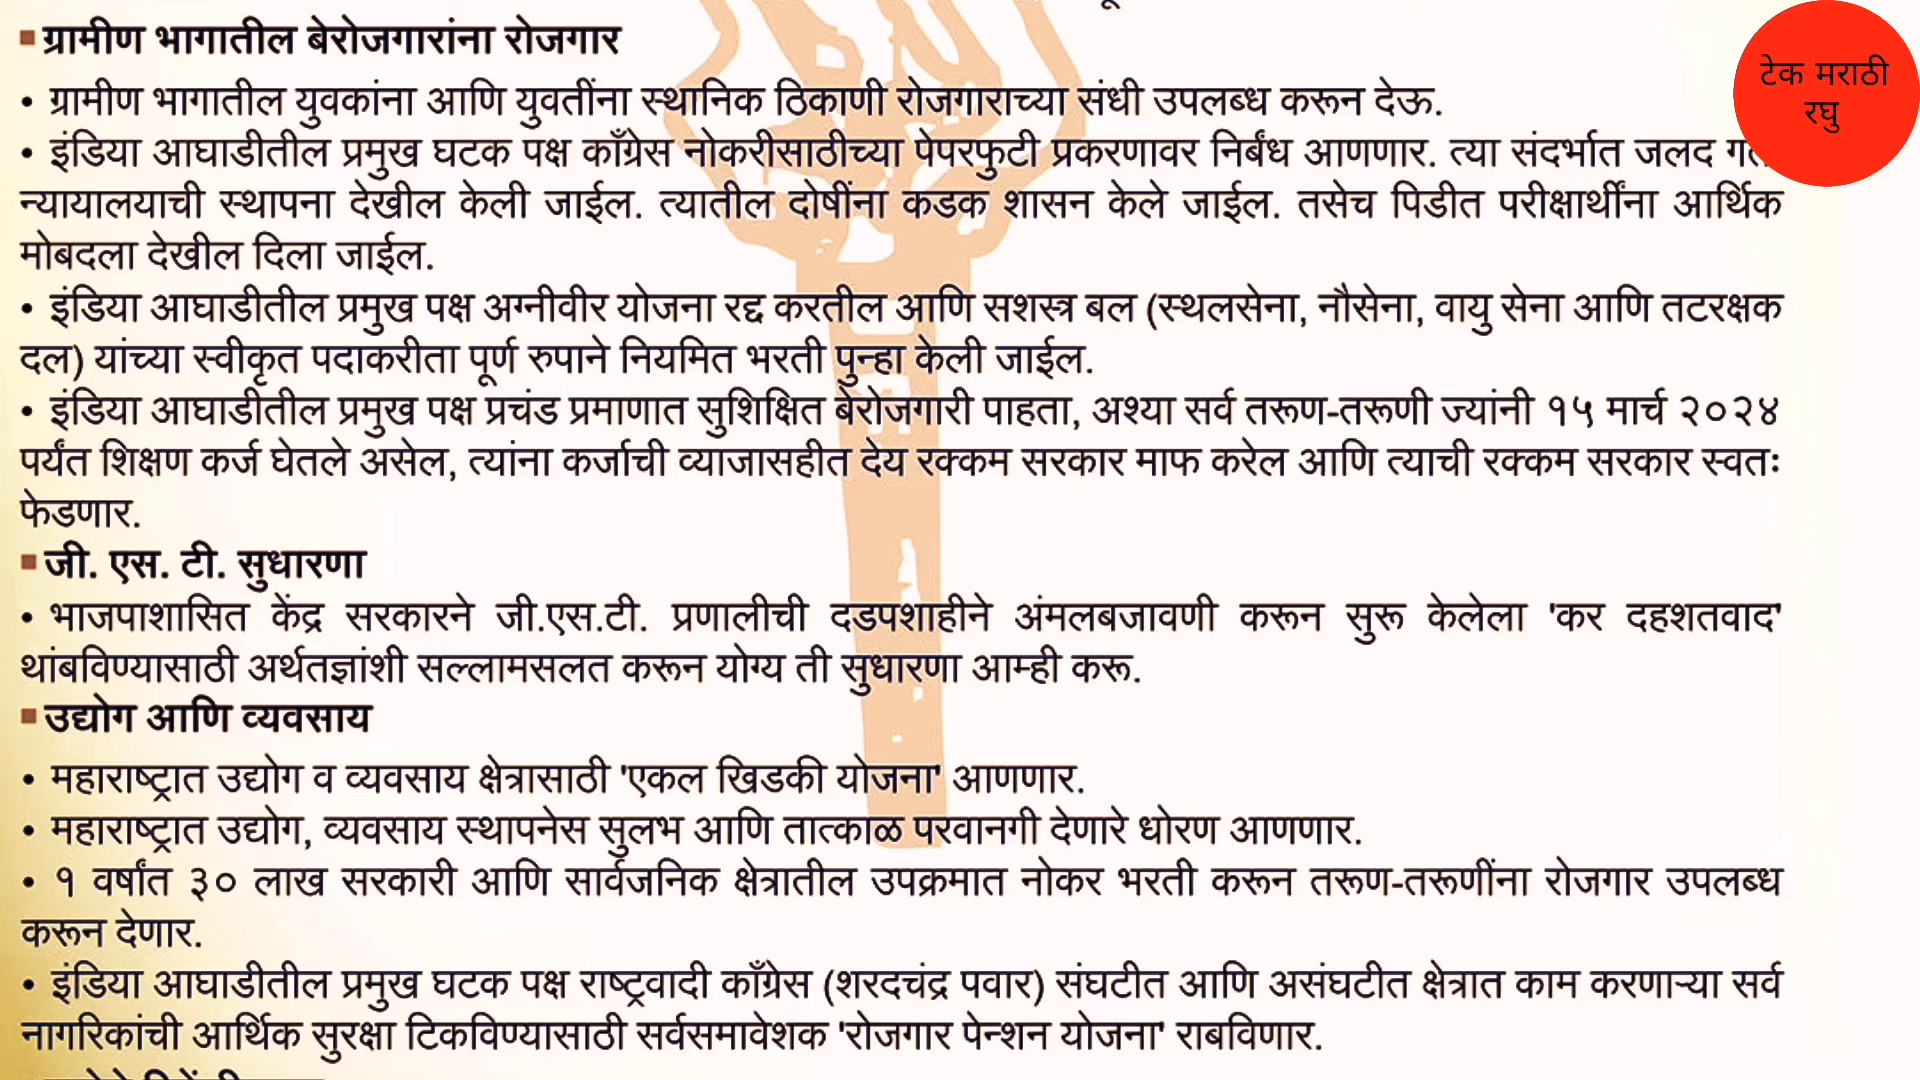 ग्रामीण भागातील बेरोजगारांना रोजगार
• ग्रामीण भागातील युवकांना आणि युवतींना स्थानिक ठिकाणी रोजगाराच्या संधी उपलब्ध करून देऊ.
टेक मराठी
रघु
• इंडिया आघाडीतील प्रमुख घटक पक्ष काँग्रेस नोकरीसाठीच्या पेपरफुटी प्रकरणावर निर्बंध आणणार. त्या संदर्भात जलद
न्यायालयाची स्थापना देखील केली जाईल. त्यातील दोषींना कडक शासन केले जाईल. तसेच पिडीत परीक्षार्थींना आर्थिक
मोबदला देखील दिला जाईल.
• इंडिया आघाडीतील प्रमुख पक्ष अग्नीवीर योजना रद्द करतील आणि सशस्त्र बल (स्थलसेना, नौसेना, वायु सेना आणि तटरक्षक
दल) यांच्या स्वीकृत पदाकरीता पूर्ण रुपाने नियमित भरती पुन्हा केली जाईल.
• इंडिया आघाडीतील प्रमुख पक्ष प्रचंड प्रमाणात सुशिक्षित बेरोजगारी पाहता, अश्या सर्व तरूण-तरूणी ज्यांनी १५ मार्च २०२४
पर्यंत शिक्षण कर्ज घेतले असेल, त्यांना कर्जाची व्याजासहीत देय रक्कम सरकार माफ करेल आणि त्याची रक्कम सरकार स्वतः
फेडणार.
जी. एस. टी. सुधारणा
• भाजपाशासित केंद्र सरकारने जी.एस.टी. प्रणालीची दडपशाहीने अंमलबजावणी करून सुरू केलेला 'कर दहशतवाद'
थांबविण्यासाठी अर्थतज्ञांशी सल्लामसलत करून योग्य ती सुधारणा आम्ही करू.
उद्योग आणि व्यवसाय
• महाराष्ट्रात उद्योग व व्यवसाय क्षेत्रासाठी 'एकल खिडकी योजना' आणणार.
• महाराष्ट्रात उद्योग, व्यवसाय स्थापनेस सुलभ आणि तात्काळ परवानगी देणारे धोरण आणणार.
• १ वर्षांत ३० लाख सरकारी आणि सार्वजनिक क्षेत्रातील उपक्रमात नोकर भरती करून तरूण-तरूणींना रोजगार उपलब्ध
करून देणार.
• इंडिया आघाडीतील प्रमुख घटक पक्ष राष्ट्रवादी काँग्रेस (शरदचंद्र पवार) संघटीत आणि असंघटीत क्षेत्रात काम करणाऱ्या सर्व
नागरिकांची आर्थिक सुरक्षा टिकविण्यासाठी सर्वसमावेशक 'रोजगार पेन्शन योजना' राबविणार.